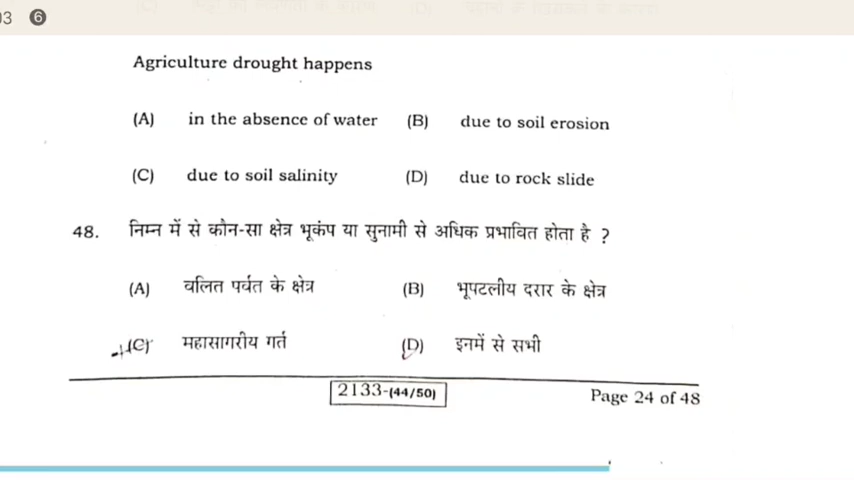 03 6
Agriculture drought happens
(A) in the absence of water (B) due to soil erosion
(C) due to soil salinity (D) due to rock slide
48. निम्न में से कौन-सा क्षेत्र भूकंप या सुनामी से अधिक प्रभावित होता है ?
(A) वलित पर्वत के क्षेत्र (B) भूपटलीय दरार के क्षेत्र
(C) महासागरीय गर्त (D) इनमें से सभी
2133-(44/50) Page 24 of 48